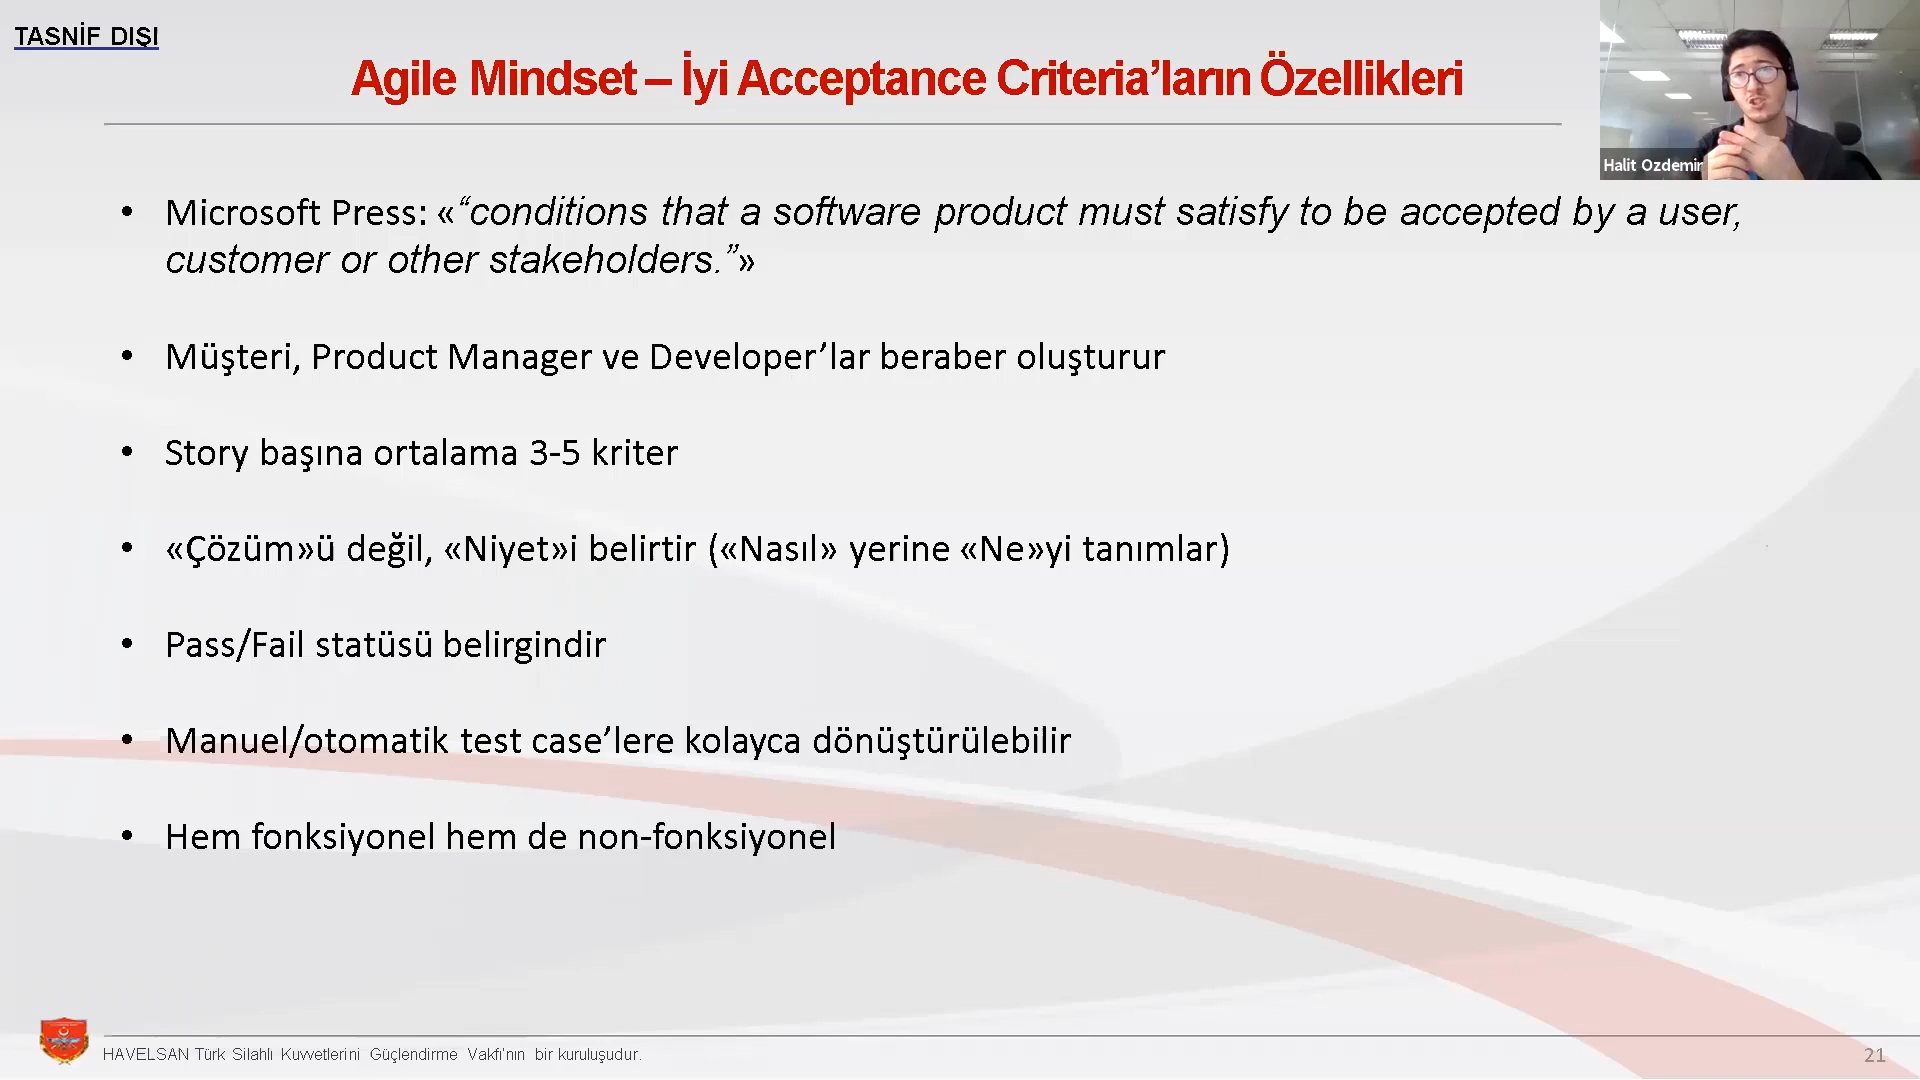 TASNİF DIŞI
Agile Mindset – İyi Acceptance Criteria’ların Özellikleri
Halit Ozdemir
• Microsoft Press: «“conditions that a software product must satisfy to be accepted by a user,
customer or other stakeholders.”»
• Müşteri, Product Manager ve Developer’lar beraber oluşturur
• Story başına ortalama 3-5 kriter
• «Çözüm»ü değil, «Niyet»i belirtir («Nasıl» yerine «Ne»yi tanımlar)
• Pass/Fail statüsü belirgindir
• Manuel/otomatik test case’lere kolayca dönüştürülebilir
• Hem fonksiyonel hem de non-fonksiyonel
HAVELSAN Türk Silahlı Kuvvetlerini Güçlendirme Vakfı’nın bir kuruluşudur.
21